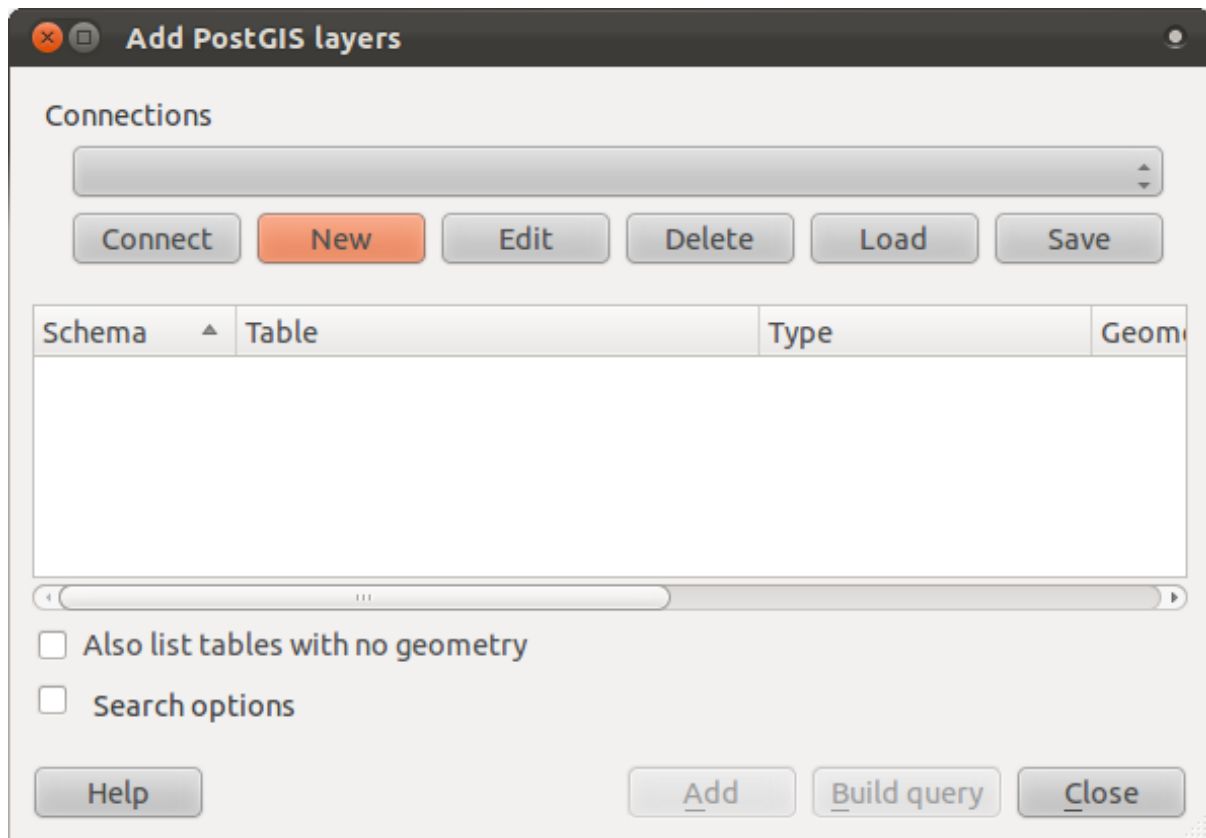 Add PostGIS layers
Connections
Connect New Edit Delete Load Save
Schema Table Type Geom
Also list tables with no geometry
Search options
Help Add Build query Close